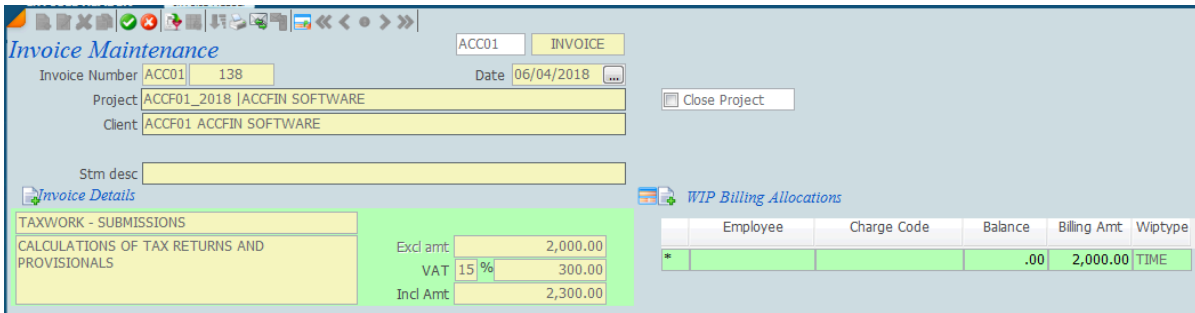 Invoice Maintenance
ACC01 INVOICE
Invoice Number ACC01 138 Date 06/04/2018 ...
Project ACCF01_2018 |ACCFIN SOFTWARE
Close Project
Client ACCF01 ACCFIN SOFTWARE
Stm desc
Invoice Details
WIP Billing Allocations
TAXWORK - SUBMISSIONS
CALCULATIONS OF TAX RETURNS AND
PROVISIONALS
Excl amt 2,000.00
VAT 15 % 300.00
Incl Amt 2,300.00
Employee Charge Code Balance Billing Amt Wiptype
* .00 2,000.00 TIME